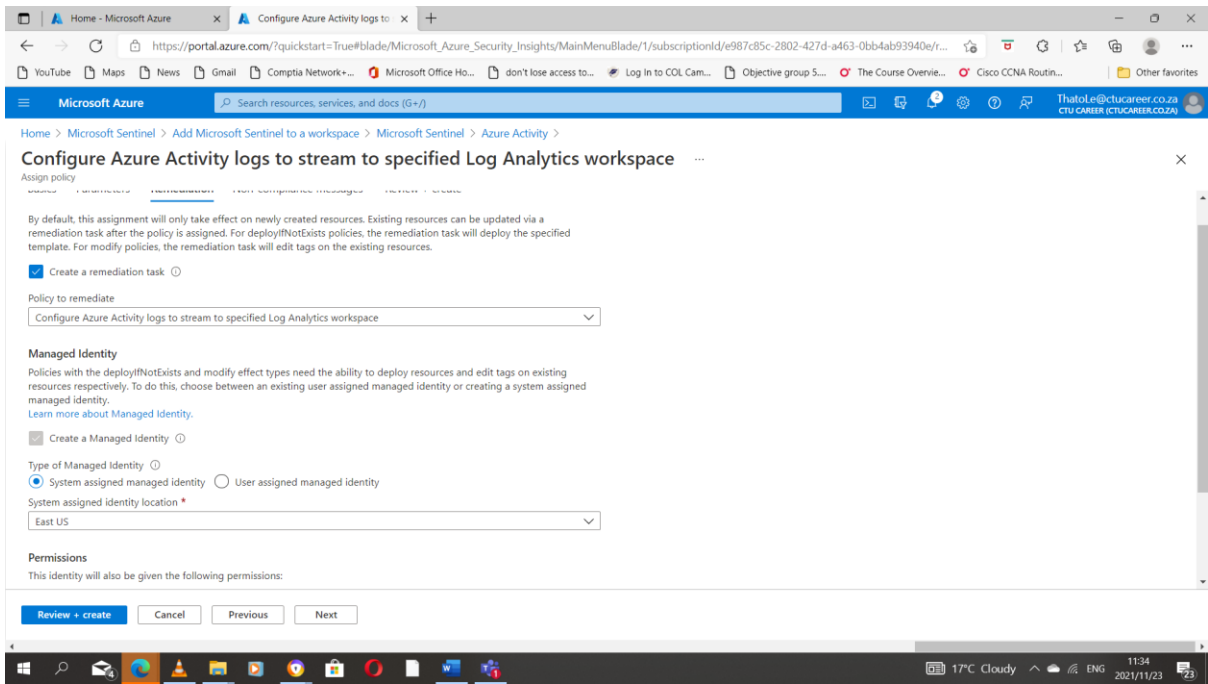 Home - Microsoft Azure
Configure Azure Activity logs to
https://portal.azure.com/?quickstart=True#blade/Microsoft_Azure_Security_Insights/MainMenuBlade/1/subscriptionId/e987c85c-2802-427d-a463-0bb4ab93940e/r...
YouTube Maps News Gmail Comptia Network+... Microsoft Office Ho... don't lose access to... Log In to COL Cam... Objective group 5.... The Course Overvie... Cisco CCNA Routin... Other favorites
Microsoft Azure
Search resources, services, and docs (G+/)
2
ThatoLe@ctucareer.co.za
CTU CAREER (CTUCAREER.CO.ZA)
Home > Microsoft Sentinel > Add Microsoft Sentinel to a workspace > Microsoft Sentinel > Azure Activity >
Configure Azure Activity logs to stream to specified Log Analytics workspace ...
Assign policy
Basics Parameters Remediation Non-compliance messages Review + create
By default, this assignment will only take effect on newly created resources. Existing resources can be updated via a
remediation task after the policy is assigned. For deployIfNotExists policies, the remediation task will deploy the specified
template. For modify policies, the remediation task will edit tags on the existing resources.
Create a remediation task
Policy to remediate
Configure Azure Activity logs to stream to specified Log Analytics workspace
Managed Identity
Policies with the deployIfNotExists and modify effect types need the ability to deploy resources and edit tags on existing
resources respectively. To do this, choose between an existing user assigned managed identity or creating a system assigned
managed identity.
Learn more about Managed Identity.
Create a Managed Identity
Type of Managed Identity
System assigned managed identity User assigned managed identity
System assigned identity location *
East US
Permissions
This identity will also be given the following permissions:
Review + create Cancel Previous Next
17°C Cloudy ENG
11:34
2021/11/23
23